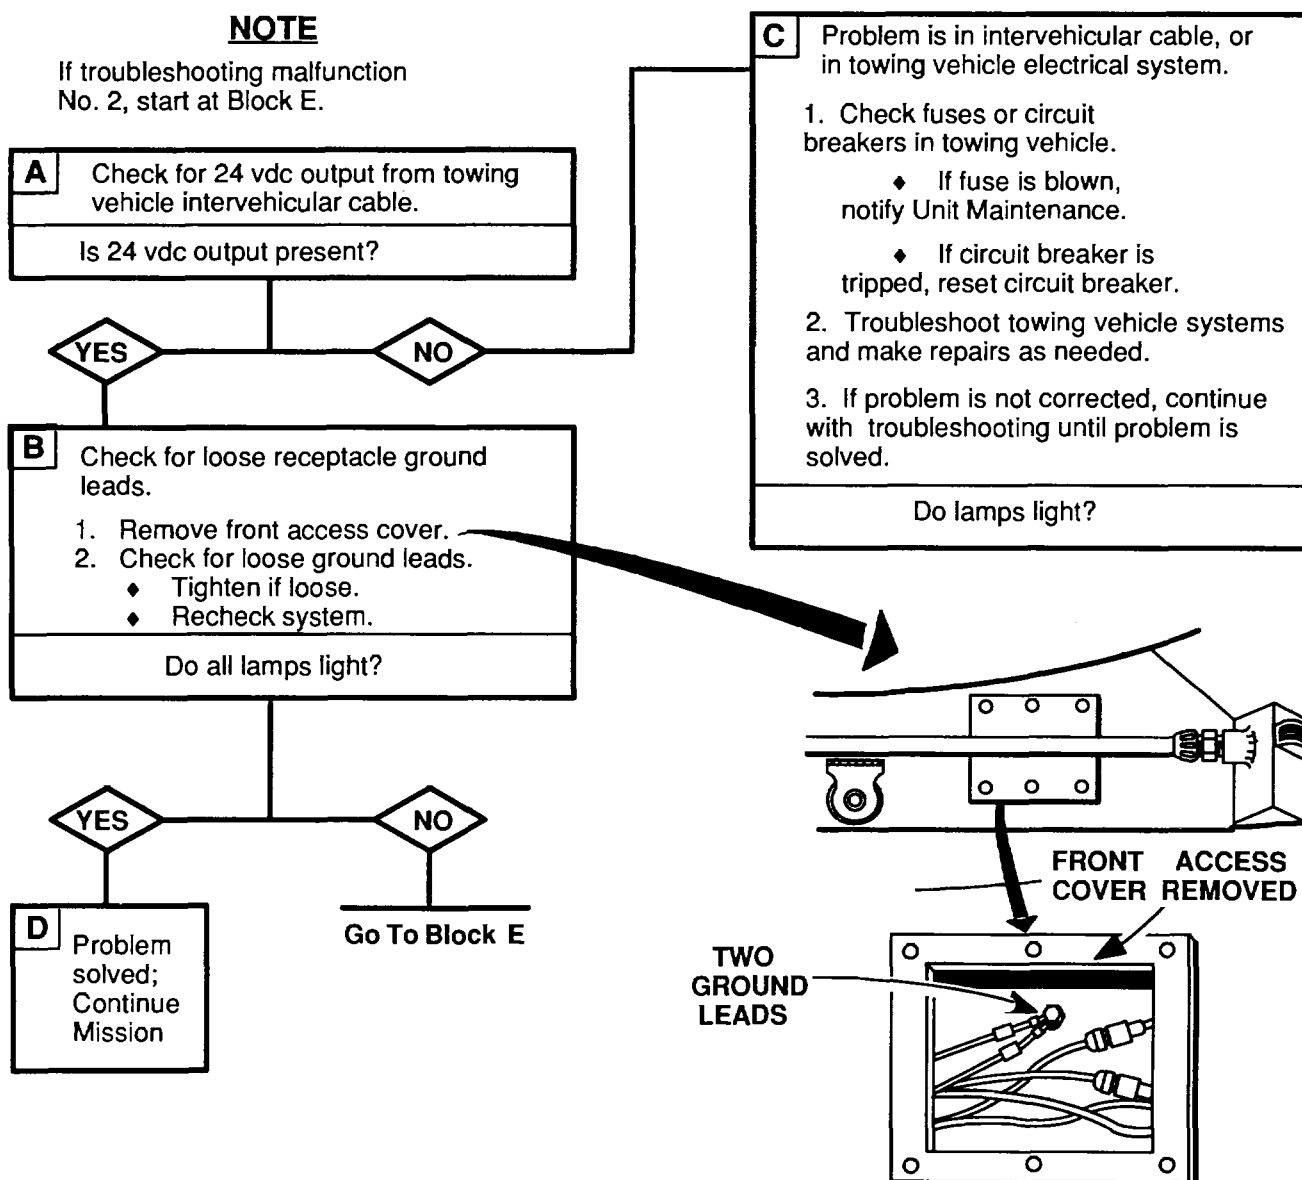 NOTE
If troubleshooting malfunction
No. 2, start at Block E.
A
Check for 24 vdc output from towing
vehicle intervehicular cable.
Is 24 vdc output present?
YES
NO
B
Check for loose receptacle ground
leads.
1. Remove front access cover.
2. Check for loose ground leads.
♦ Tighten if loose.
♦ Recheck system.
Do all lamps light?
YES
NO
D
Problem
solved;
Continue
Mission
Go To Block E
C
Problem is in intervehicular cable, or
in towing vehicle electrical system.
1. Check fuses or circuit
breakers in towing vehicle.
♦ If fuse is blown,
notify Unit Maintenance.
♦ If circuit breaker is
tripped, reset circuit breaker.
2. Troubleshoot towing vehicle systems
and make repairs as needed.
3. If problem is not corrected, continue
with troubleshooting until problem is
solved.
Do lamps light?
FRONT ACCESS
COVER REMOVED
TWO
GROUND
LEADS